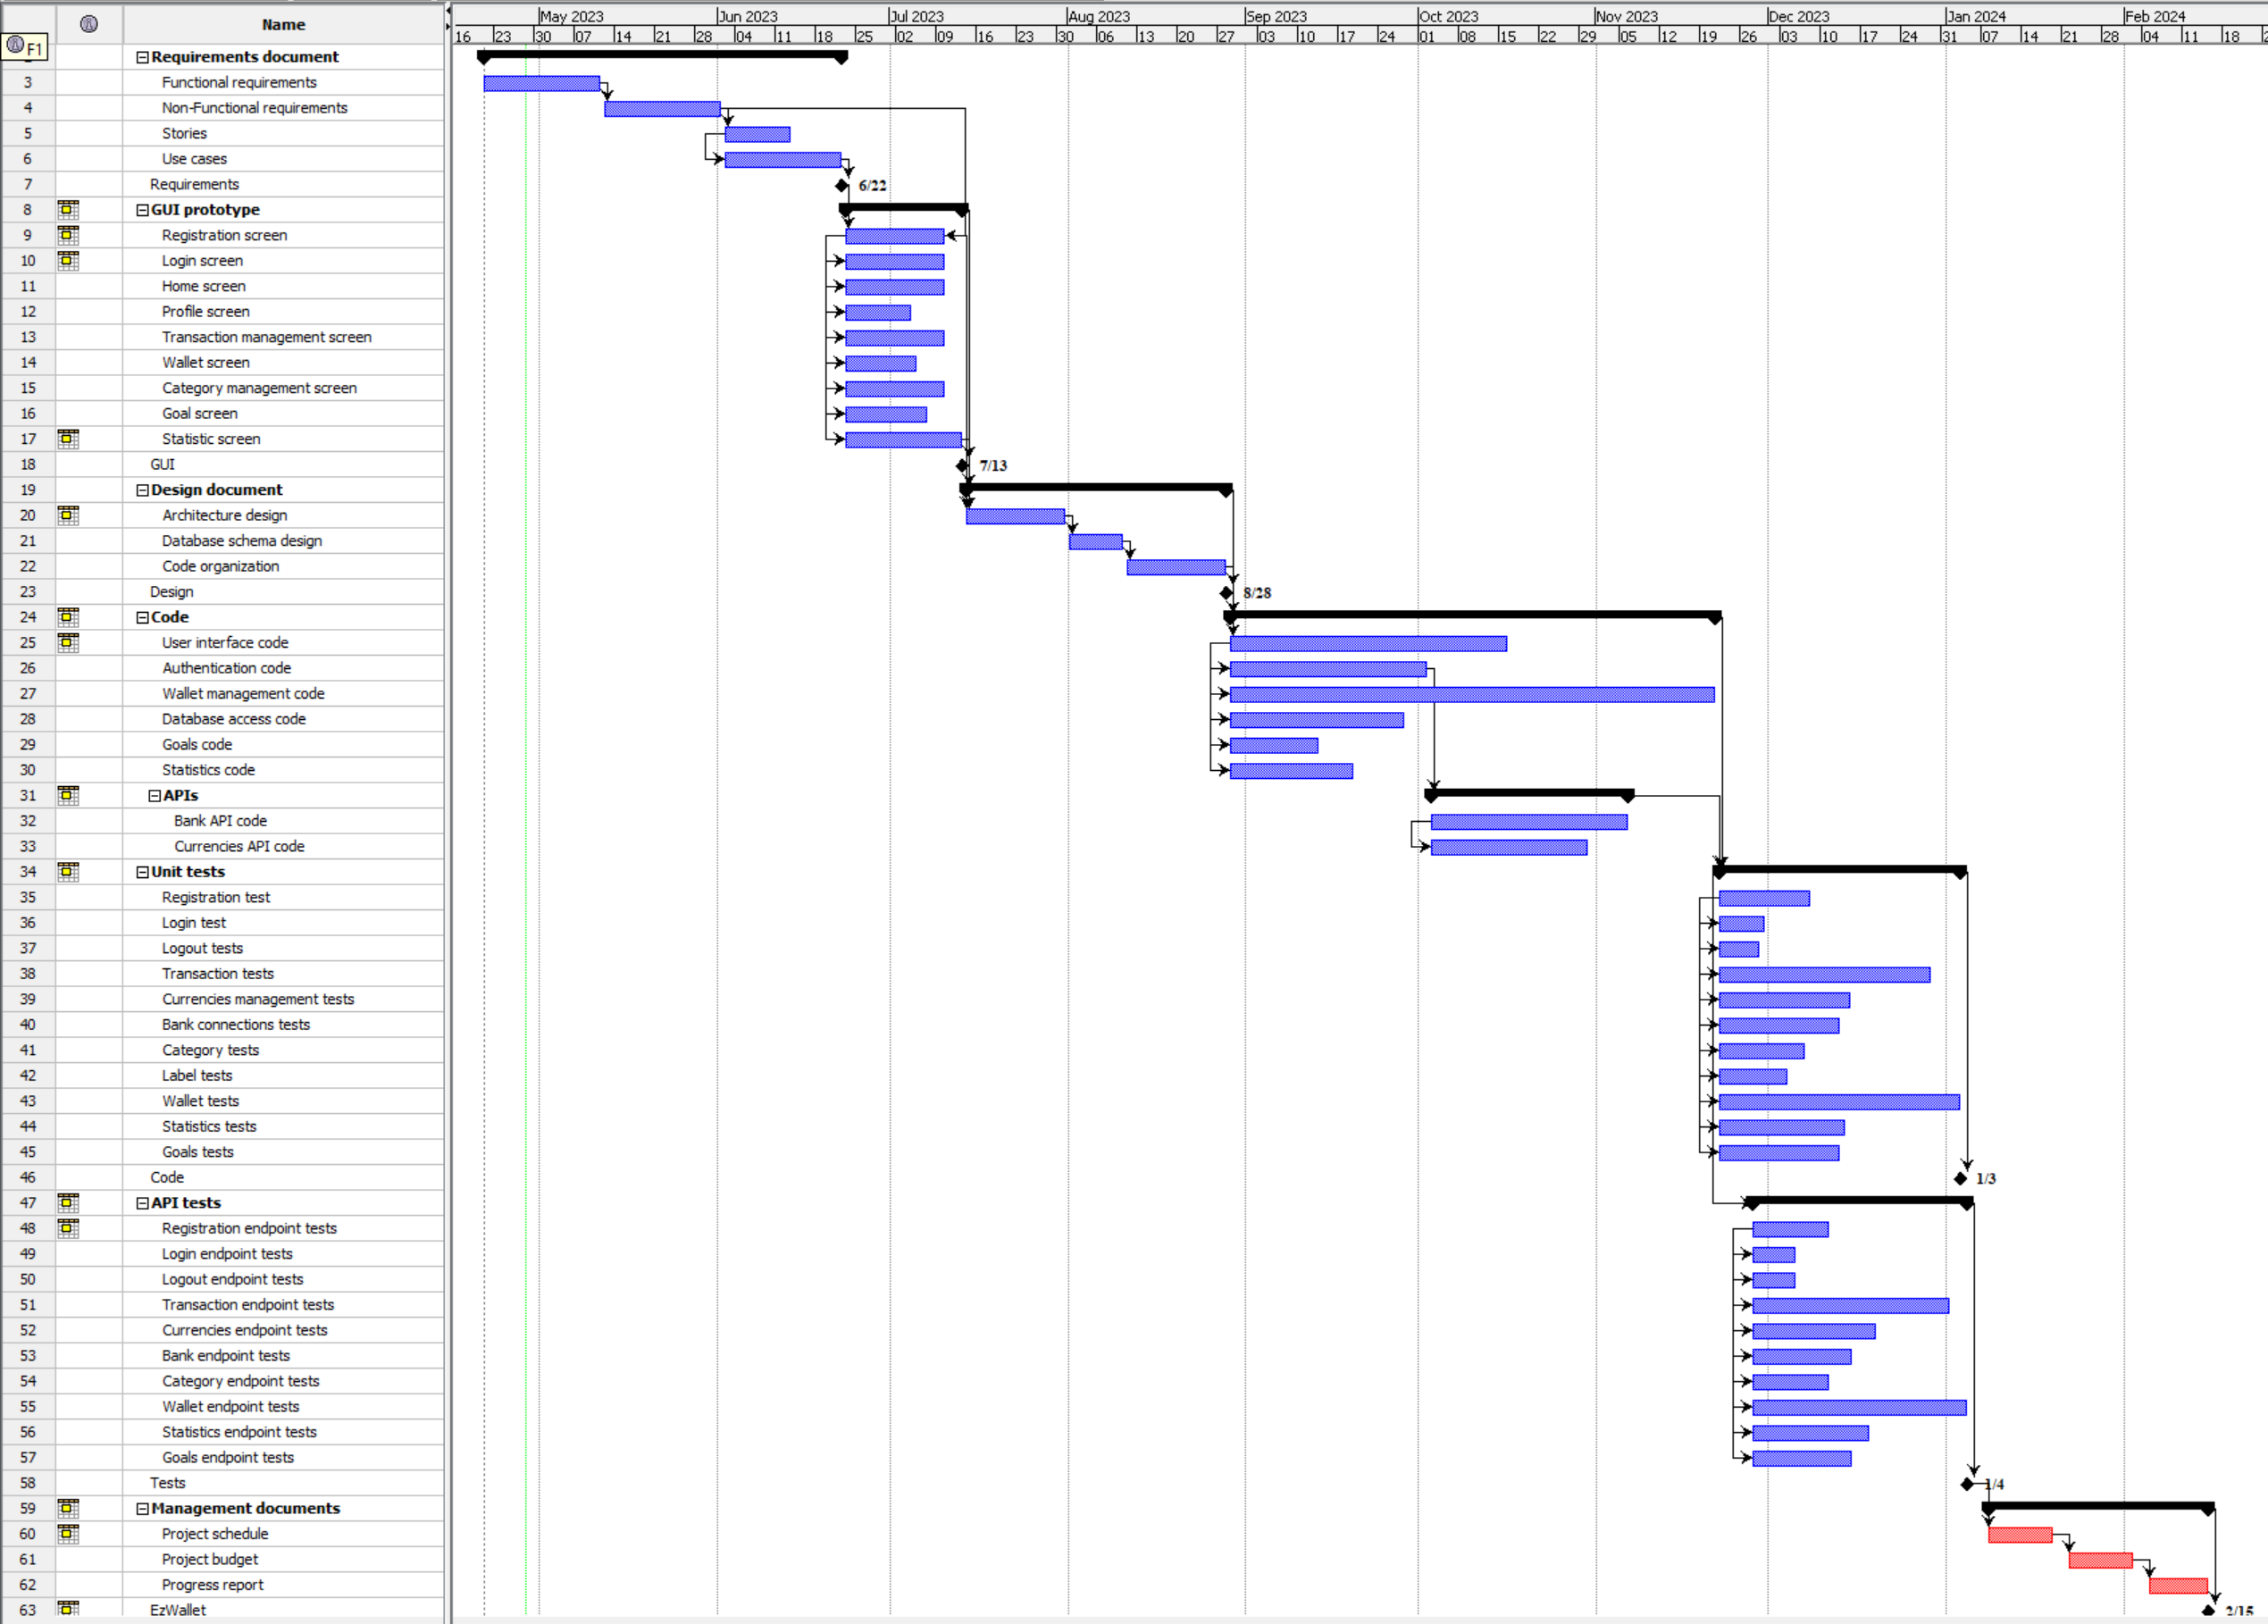 Name
May 2023 Jun 2023 Jul 2023 Aug 2023 Sep 2023 Oct 2023 Nov 2023 Dec 2023 Jan 2024 Feb 2024
16 23 30 07 14 21 28 04 11 18 25 02 09 16 23 30 06 13 20 27 03 10 17 24 01 08 15 22 29 05 12 19 26 03 10 17 24 31 07 14 21 28 04 11 18
F1
Requirements document
3 Functional requirements
4 Non-Functional requirements
5 Stories
6 Use cases
7 Requirements 6/22
8 GUI prototype
9 Registration screen
10 Login screen
11 Home screen
12 Profile screen
13 Transaction management screen
14 Wallet screen
15 Category management screen
16 Goal screen
17 Statistic screen
18 GUI 7/13
19 Design document
20 Architecture design
21 Database schema design
22 Code organization
23 Design 8/28
24 Code
25 User interface code
26 Authentication code
27 Wallet management code
28 Database access code
29 Goals code
30 Statistics code
31 APIs
32 Bank API code
33 Currencies API code
34 Unit tests
35 Registration test
36 Login test
37 Logout tests
38 Transaction tests
39 Currencies management tests
40 Bank connections tests
41 Category tests
42 Label tests
43 Wallet tests
44 Statistics tests
45 Goals tests
46 Code 1/3
47 API tests
48 Registration endpoint tests
49 Login endpoint tests
50 Logout endpoint tests
51 Transaction endpoint tests
52 Currencies endpoint tests
53 Bank endpoint tests
54 Category endpoint tests
55 Wallet endpoint tests
56 Statistics endpoint tests
57 Goals endpoint tests
58 Tests 1/4
59 Management documents
60 Project schedule
61 Project budget
62 Progress report
63 EzWallet 2/15